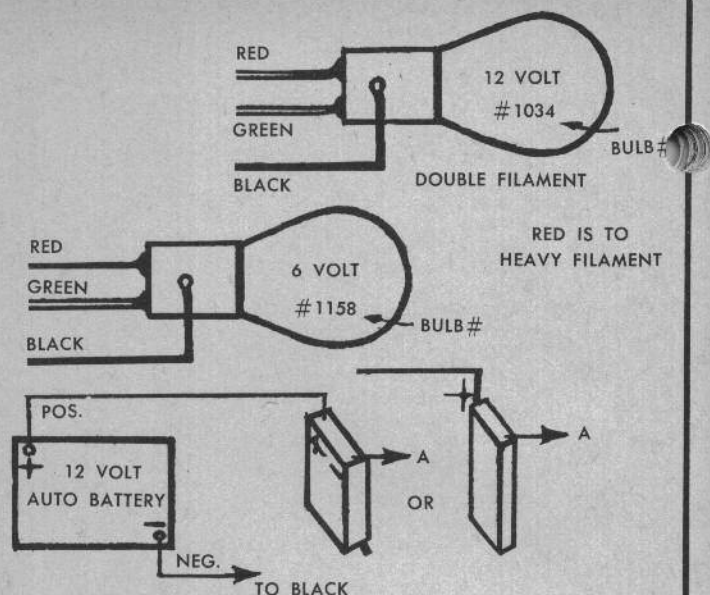 RED
12 VOLT
#1034
GREEN
BULB#
BLACK
DOUBLE FILAMENT
RED IS TO
HEAVY FILAMENT
RED
6 VOLT
GREEN
#1158
BULB#
BLACK
POS.
+
12 VOLT
AUTO BATTERY
−
NEG.
TO BLACK
+
−
A
OR
+
A